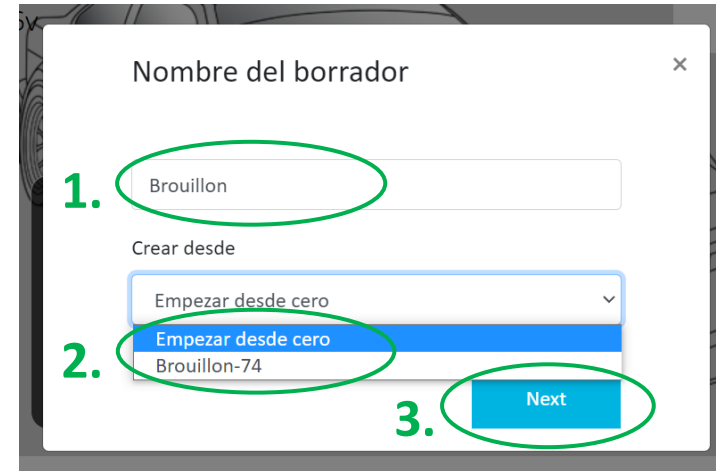 Nombre del borrador
×
1.
Brouillon
Crear desde
Empezar desde cero
Empezar desde cero
2.
Brouillon-74
Next
3.